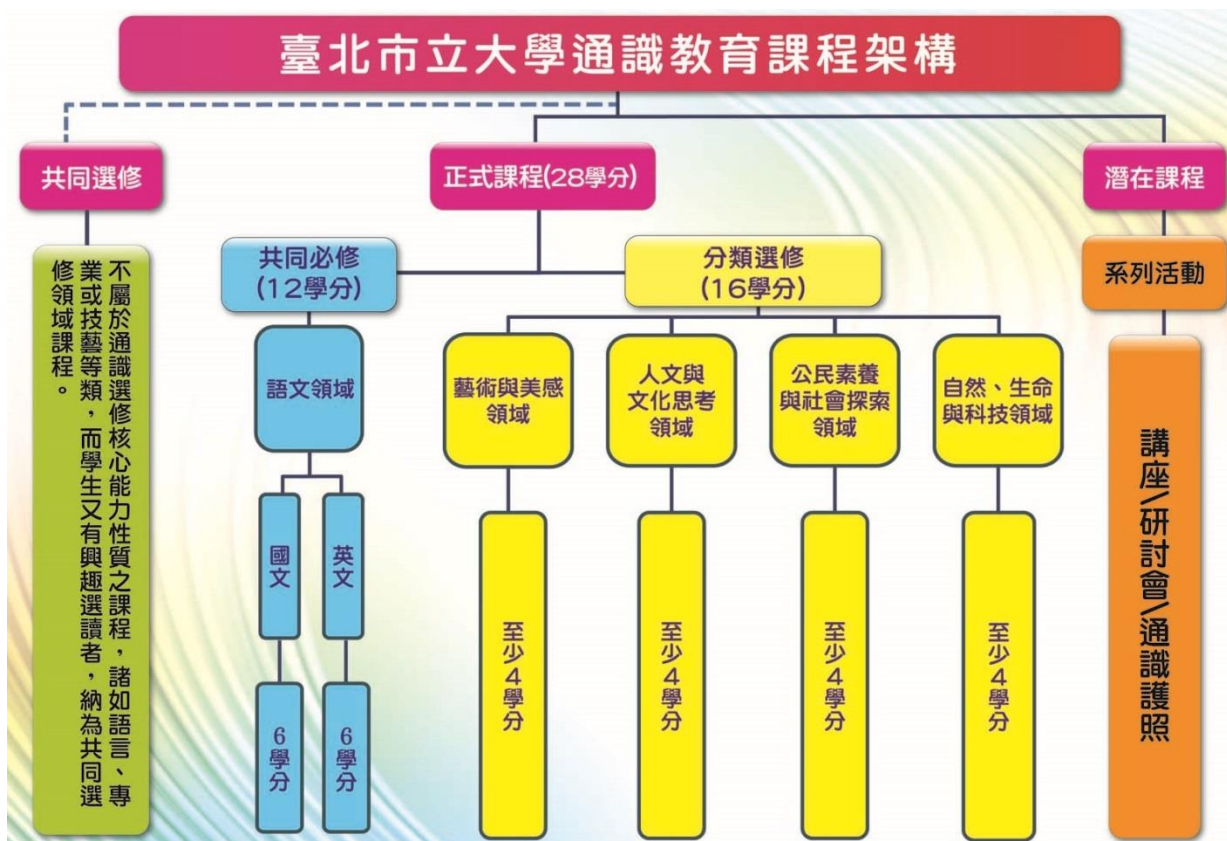 臺北市立大學通識教育課程架構
共同選修
正式課程(28學分)
潛在課程
不屬於通識選修核心能力性質之課程，諸如語言、專
業或技藝等類，而學生又有興趣選讀者，納為共同選
修領域課程。
共同必修
(12學分)
分類選修
(16學分)
系列活動
語文領域
藝術與美感
領域
人文與
文化思考
領域
公民素養
與社會探索
領域
自然、生命
與科技領域
國文
英文
6學分
6學分
至少4學分
至少4學分
至少4學分
至少4學分
講座/研討會/通識護照